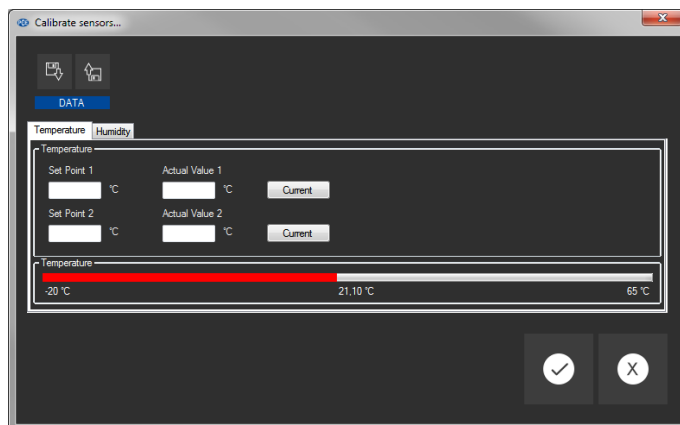 Calibrate sensors...
DATA
Temperature Humidity
Temperature
Set Point 1 Actual Value 1
°C °C Current
Set Point 2 Actual Value 2
°C °C Current
Temperature
-20 °C 21,10 °C 65 °C
X